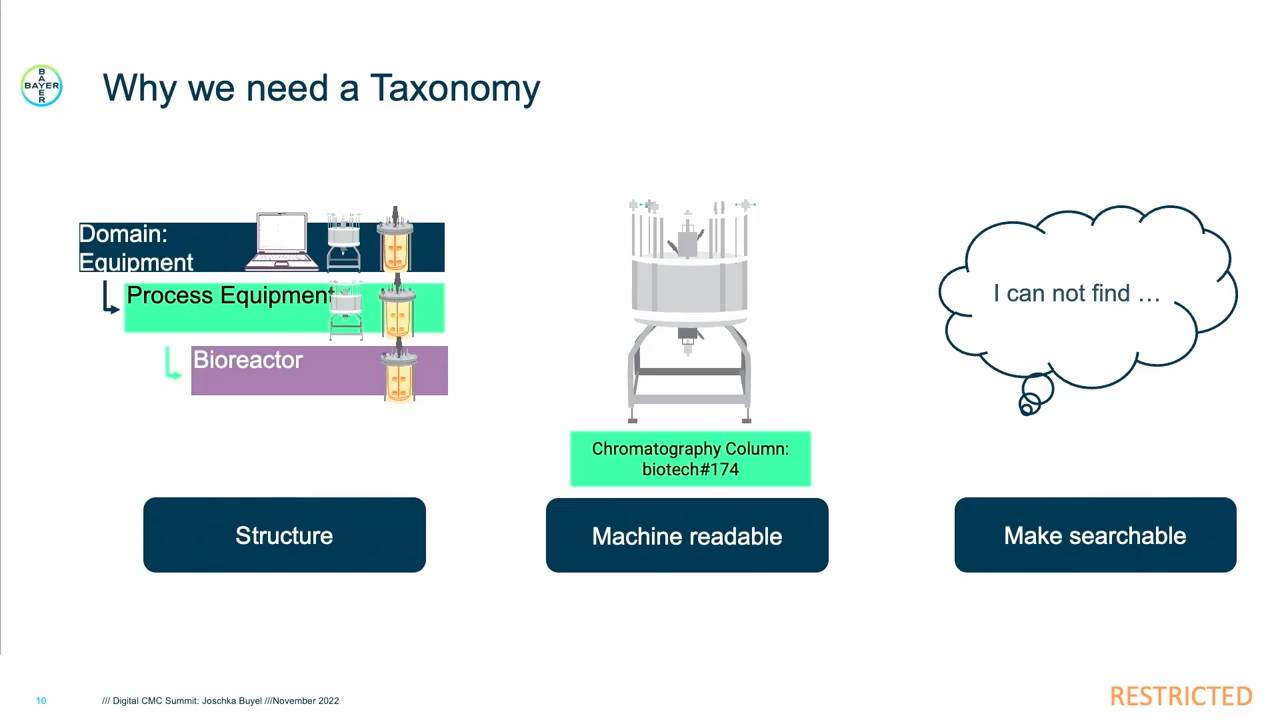 BAYER
BAYER
Why we need a Taxonomy
Domain:
Equipment
Process Equipment
Bioreactor
Chromatography Column:
biotech#174
I can not find …
Structure
Machine readable
Make searchable
10
/// Digital CMC Summit: Joschka Buyel ///November 2022
RESTRICTED